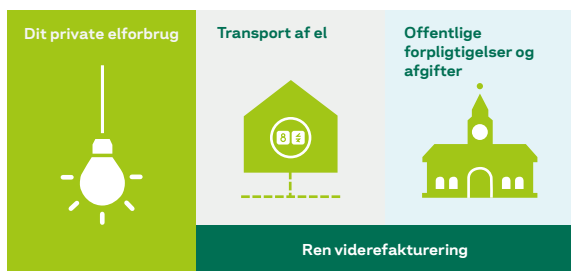 Dit private elforbrug
Transport af el
Offentlige
forpligtigelser og
afgifter
Ren viderefakturering